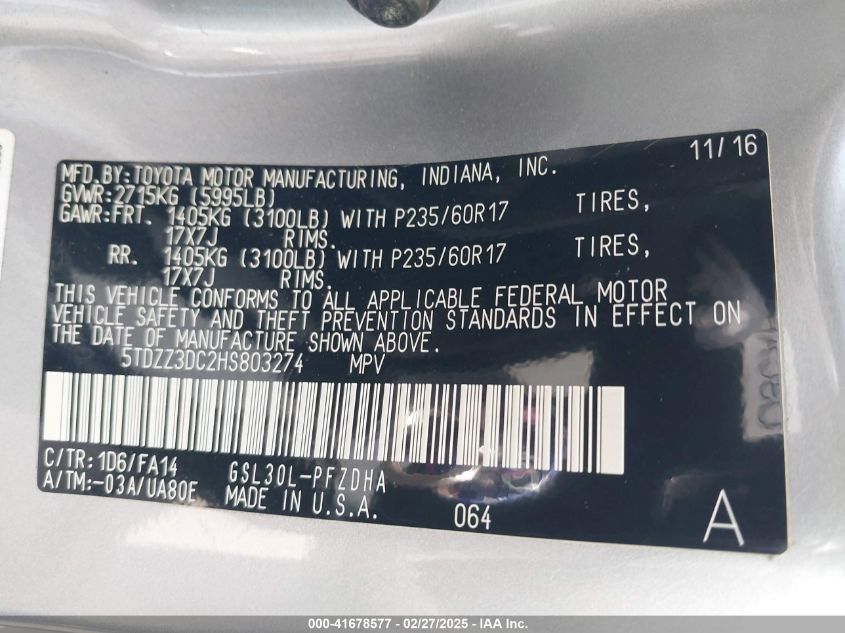 11/16
MFD.BY: TOYOTA MOTOR MANUFACTURING, INDIANA, INC.
GVWR: 2715KG (5995LB)
GAWR: FRT. 1405KG (3100LB) WITH P235/60R17 TIRES,
17X7J RIMS.
RR. 1405KG (3100LB) WITH P235/60R17 TIRES,
17X7J RIMS.
THIS VEHICLE CONFORMS TO ALL APPLICABLE FEDERAL MOTOR
VEHICLE SAFETY AND THEFT PREVENTION STANDARDS IN EFFECT ON
THE DATE OF MANUFACTURE SHOWN ABOVE.
5TDZZ3DC2HS803274 MPV
C/TR: 1D6/FA14 GSL30L-PFZDHA
A/TM:-03A/UA80E MADE IN U.S.A.
064
A
000-41678577 - 02/27/2025 - IAA Inc.